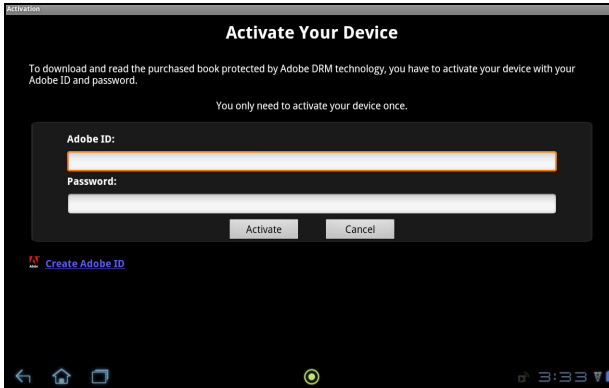 Activation
Activate Your Device
To download and read the purchased book protected by Adobe DRM technology, you have to activate your device with your
Adobe ID and password.
You only need to activate your device once.
Adobe ID:
Password:
Activate Cancel
Create Adobe ID
3:33